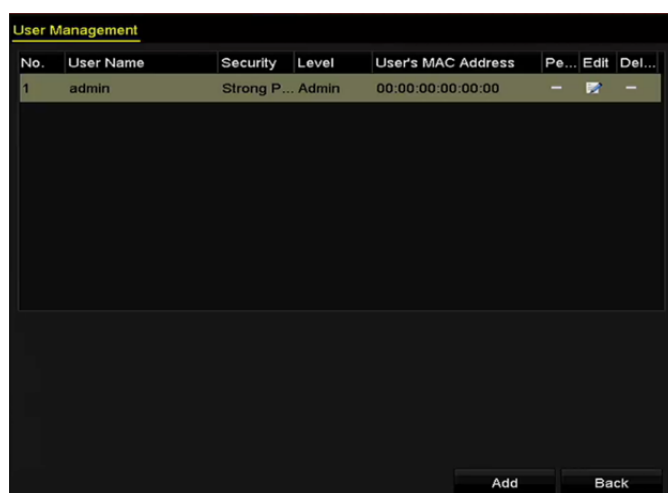 User Management
No. User Name Security Level User's MAC Address Pe... Edit Del...
1 admin Strong P... Admin 00:00:00:00:00:00 – –
Add Back